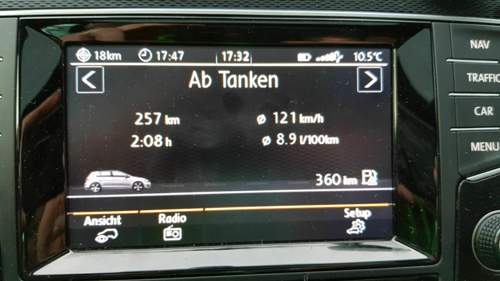 18km 17:47 17:32 10.5°C
Ab Tanken
257 km ø 121 km/h
2:08 h ø 8.9 l/100km
360 km
Ansicht Radio Setup
NAV
TRAFFIC
CAR
MENU